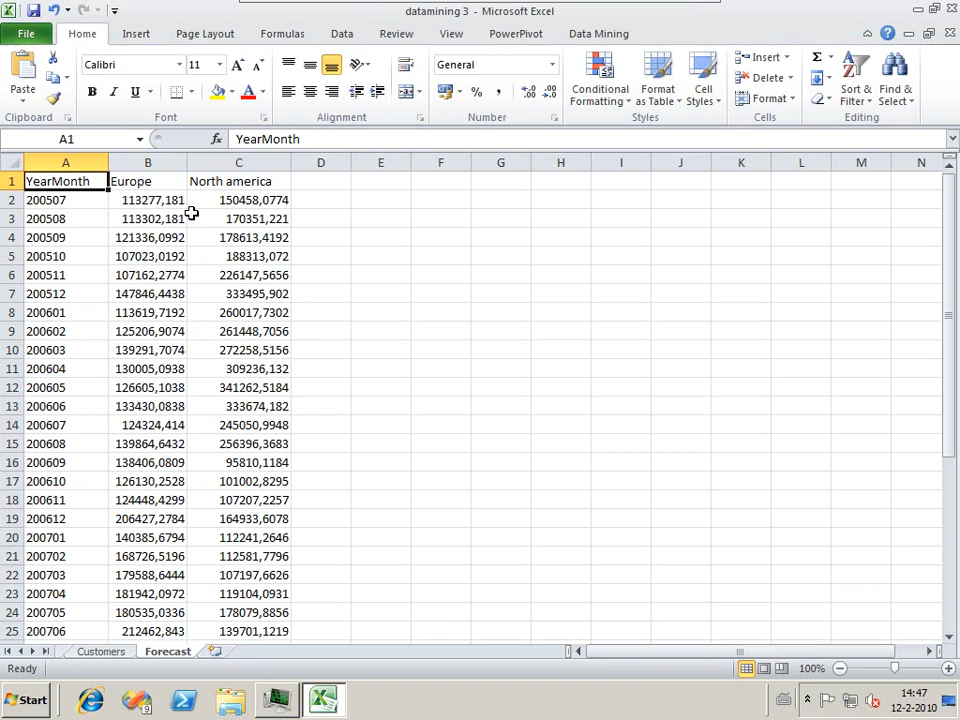 datamining 3 - Microsoft Excel
File Home Insert Page Layout Formulas Data Review View PowerPivot Data Mining
Paste
Clipboard
Calibri 11
B I U
Font
Alignment
General
Number
Conditional Formatting
Format as Table
Cell Styles
Styles
Insert
Delete
Format
Cells
Sort & Filter
Find & Select
Editing
A1 fx YearMonth
A B C D E F G H I J K L M N
1 YearMonth Europe North america
2 200507 113277,181 150458,0774
3 200508 113302,181 170351,221
4 200509 121336,0992 178613,4192
5 200510 107023,0192 188313,072
6 200511 107162,2774 226147,5656
7 200512 147846,4438 333495,902
8 200601 113619,7192 260017,7302
9 200602 125206,9074 261448,7056
10 200603 139291,7074 272258,5156
11 200604 130005,0938 309236,132
12 200605 126605,1038 341262,5184
13 200606 133430,0838 333674,182
14 200607 124324,414 245050,9948
15 200608 139864,6432 256396,3683
16 200609 138406,0809 95810,1184
17 200610 126130,2528 101002,8295
18 200611 124448,4299 107207,2257
19 200612 206427,2784 164933,6078
20 200701 140385,6794 112241,2646
21 200702 168726,5196 112581,7796
22 200703 179588,6444 107197,6626
23 200704 181942,0972 119104,0931
24 200705 180535,0336 178079,8856
25 200706 212462,843 139701,1219
Customers Forecast
Ready 100%
Start 14:47
12-2-2010